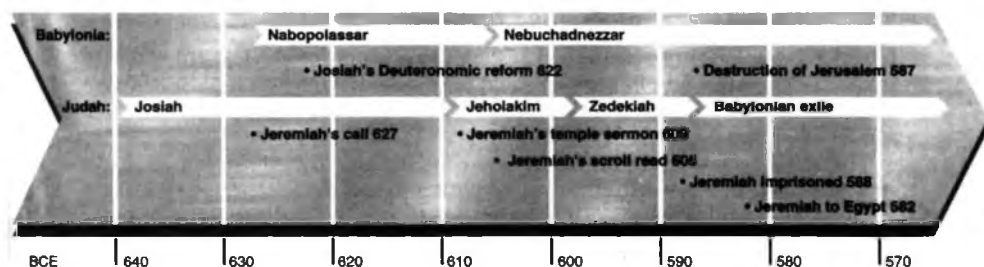 Babylonia: Nabopolassar Nebuchadnezzar
• Josiah's Deuteronomic reform 622 • Destruction of Jerusalem 587
Judah: Josiah Jehoiakim Zedekiah Babylonian exile
• Jeremiah's call 627 • Jeremiah's temple sermon 609
• Jeremiah's scroll read 605
• Jeremiah imprisoned 588
• Jeremiah to Egypt 582
BCE 640 630 620 610 600 590 580 570